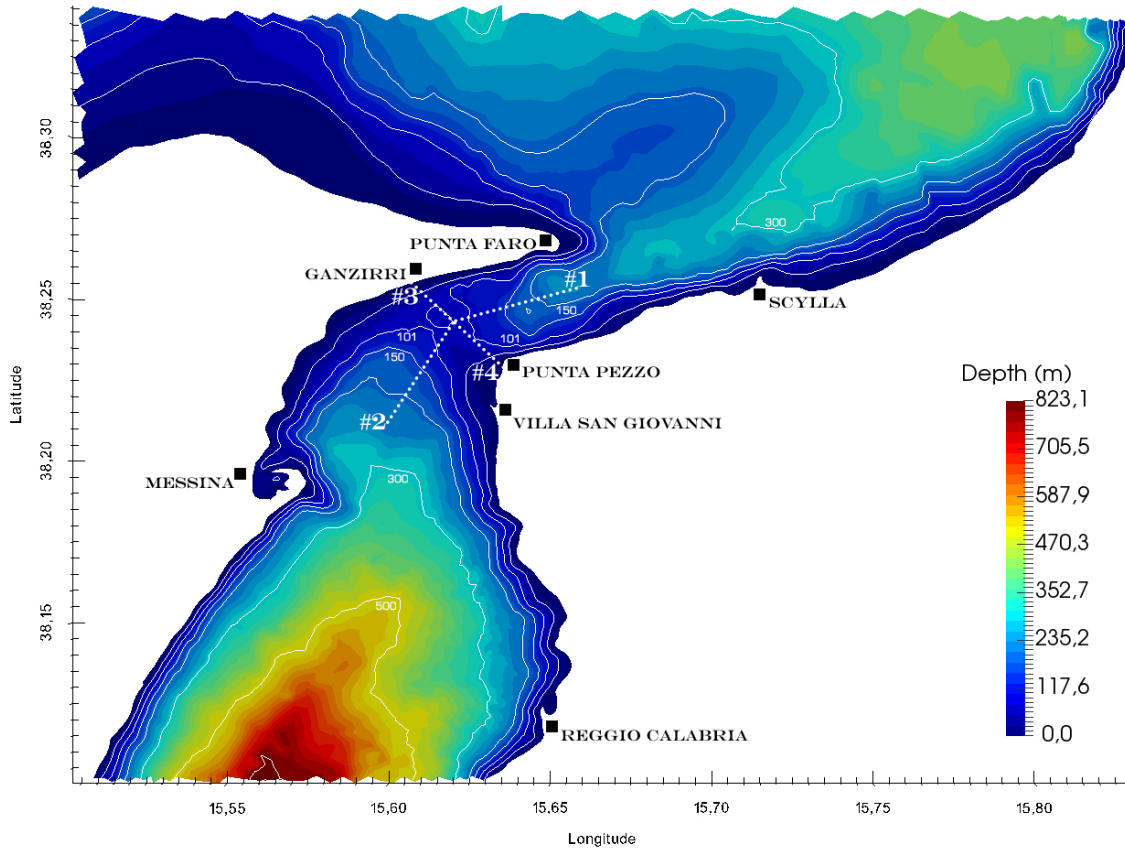 38,30
38,25
38,20
38,15
Latitude
15,55
15,60
15,65
15,70
15,75
15,80
Longitude
PUNTA FARO
GANZIRRI
#1
#3
SCYLLA
300
150
101
101
150
#4
PUNTA PEZZO
#2
VILLA SAN GIOVANNI
MESSINA
300
500
REGGIO CALABRIA
Depth (m)
823,1
705,5
587,9
470,3
352,7
235,2
117,6
0,0